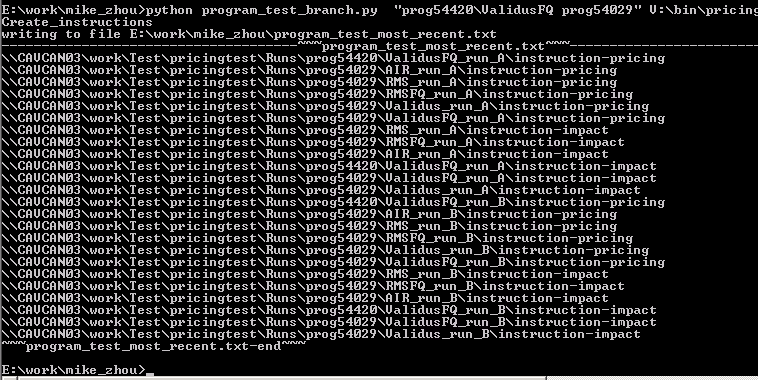 E:\work\mike_zhou>python program_test_branch.py  "prog54420\ValidusFQ prog54029" V:\bin\pricing
Create_instructions
writing to file E:\work\mike_zhou\program_test_most_recent.txt
~~~~program_test_most_recent.txt~~~~
\\CAVCAN03\work\Test\pricingtest\Runs\prog54420\ValidusFQ_run_A\instruction-pricing
\\CAVCAN03\work\Test\pricingtest\Runs\prog54029\AIR_run_A\instruction-pricing
\\CAVCAN03\work\Test\pricingtest\Runs\prog54029\RMS_run_A\instruction-pricing
\\CAVCAN03\work\Test\pricingtest\Runs\prog54029\RMSFQ_run_A\instruction-pricing
\\CAVCAN03\work\Test\pricingtest\Runs\prog54029\Validus_run_A\instruction-pricing
\\CAVCAN03\work\Test\pricingtest\Runs\prog54029\ValidusFQ_run_A\instruction-pricing
\\CAVCAN03\work\Test\pricingtest\Runs\prog54029\RMS_run_A\instruction-impact
\\CAVCAN03\work\Test\pricingtest\Runs\prog54029\RMSFQ_run_A\instruction-impact
\\CAVCAN03\work\Test\pricingtest\Runs\prog54029\AIR_run_A\instruction-impact
\\CAVCAN03\work\Test\pricingtest\Runs\prog54420\ValidusFQ_run_A\instruction-impact
\\CAVCAN03\work\Test\pricingtest\Runs\prog54029\ValidusFQ_run_A\instruction-impact
\\CAVCAN03\work\Test\pricingtest\Runs\prog54029\Validus_run_A\instruction-impact
\\CAVCAN03\work\Test\pricingtest\Runs\prog54420\ValidusFQ_run_B\instruction-pricing
\\CAVCAN03\work\Test\pricingtest\Runs\prog54029\AIR_run_B\instruction-pricing
\\CAVCAN03\work\Test\pricingtest\Runs\prog54029\RMS_run_B\instruction-pricing
\\CAVCAN03\work\Test\pricingtest\Runs\prog54029\RMSFQ_run_B\instruction-pricing
\\CAVCAN03\work\Test\pricingtest\Runs\prog54029\Validus_run_B\instruction-pricing
\\CAVCAN03\work\Test\pricingtest\Runs\prog54029\ValidusFQ_run_B\instruction-pricing
\\CAVCAN03\work\Test\pricingtest\Runs\prog54029\RMS_run_B\instruction-impact
\\CAVCAN03\work\Test\pricingtest\Runs\prog54029\RMSFQ_run_B\instruction-impact
\\CAVCAN03\work\Test\pricingtest\Runs\prog54029\AIR_run_B\instruction-impact
\\CAVCAN03\work\Test\pricingtest\Runs\prog54420\ValidusFQ_run_B\instruction-impact
\\CAVCAN03\work\Test\pricingtest\Runs\prog54029\ValidusFQ_run_B\instruction-impact
\\CAVCAN03\work\Test\pricingtest\Runs\prog54029\Validus_run_B\instruction-impact
~~~~program_test_most_recent.txt-end~~~~
E:\work\mike_zhou>_